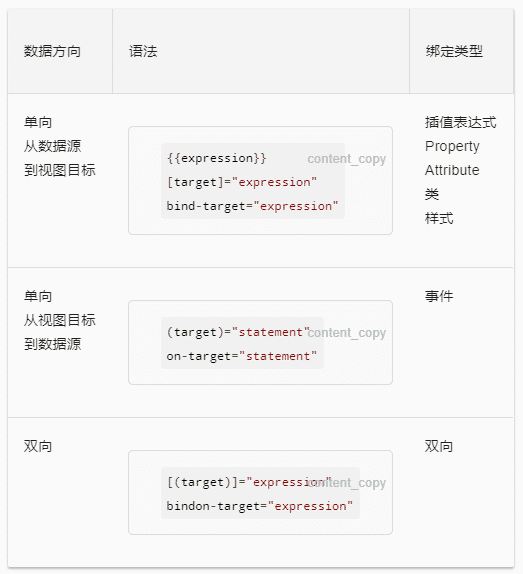 数据方向 语法 绑定类型
单向
从数据源
到视图目标
{{expression}}
[target]="expression"
bind-target="expression"
content_copy
插值表达式
Property
Attribute
类
样式
单向
从视图目标
到数据源
(target)="statement"
on-target="statement"
content_copy
事件
双向
[(target)]="expression"
bindon-target="expression"
content_copy
双向